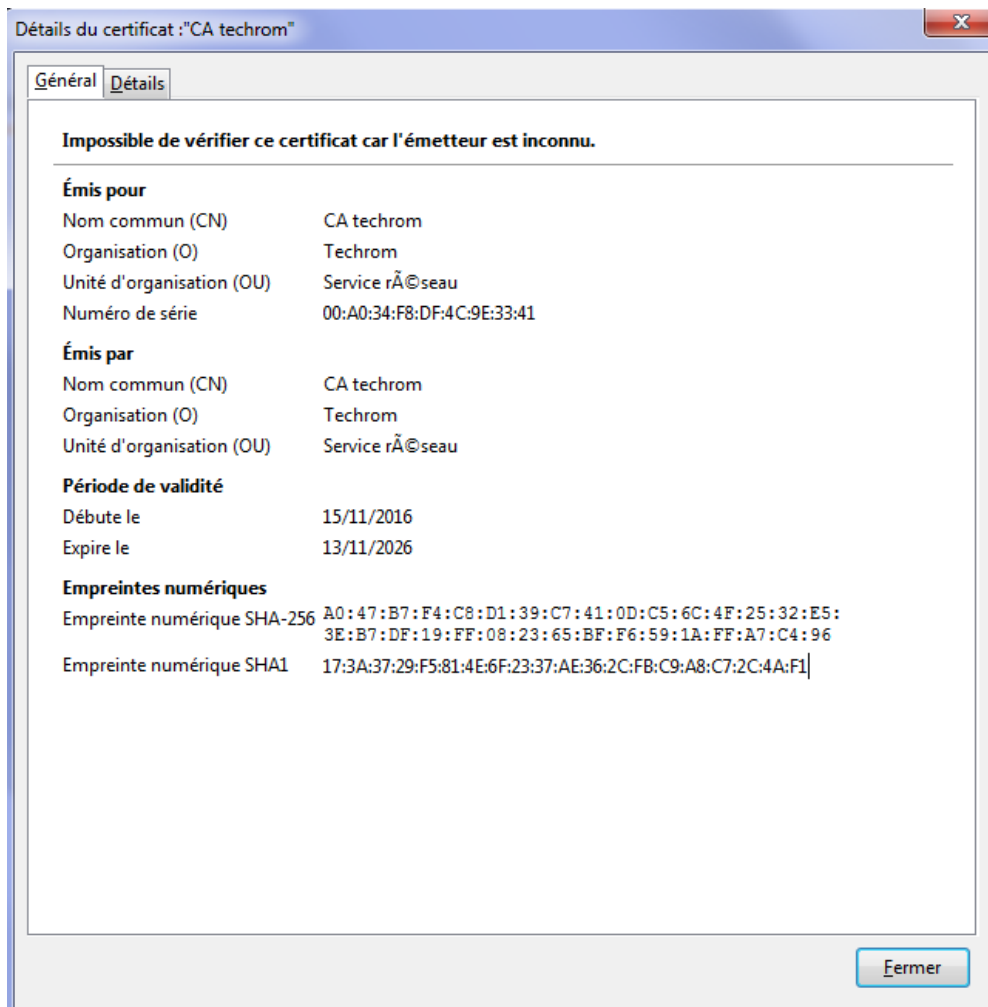 Détails du certificat :"CA techrom"
Général Détails
Impossible de vérifier ce certificat car l'émetteur est inconnu.
Émis pour
Nom commun (CN) CA techrom
Organisation (O) Techrom
Unité d'organisation (OU) Service rÃ©seau
Numéro de série 00:A0:34:F8:DF:4C:9E:33:41
Émis par
Nom commun (CN) CA techrom
Organisation (O) Techrom
Unité d'organisation (OU) Service rÃ©seau
Période de validité
Débute le 15/11/2016
Expire le 13/11/2026
Empreintes numériques
Empreinte numérique SHA-256 A0:47:B7:F4:C8:D1:39:C7:41:0D:C5:6C:4F:25:32:E5:
3E:B7:DF:19:FF:08:23:65:BF:F6:59:1A:FF:A7:C4:96
Empreinte numérique SHA1 17:3A:37:29:F5:81:4E:6F:23:37:AE:36:2C:FB:C9:A8:C7:2C:4A:F1
Fermer